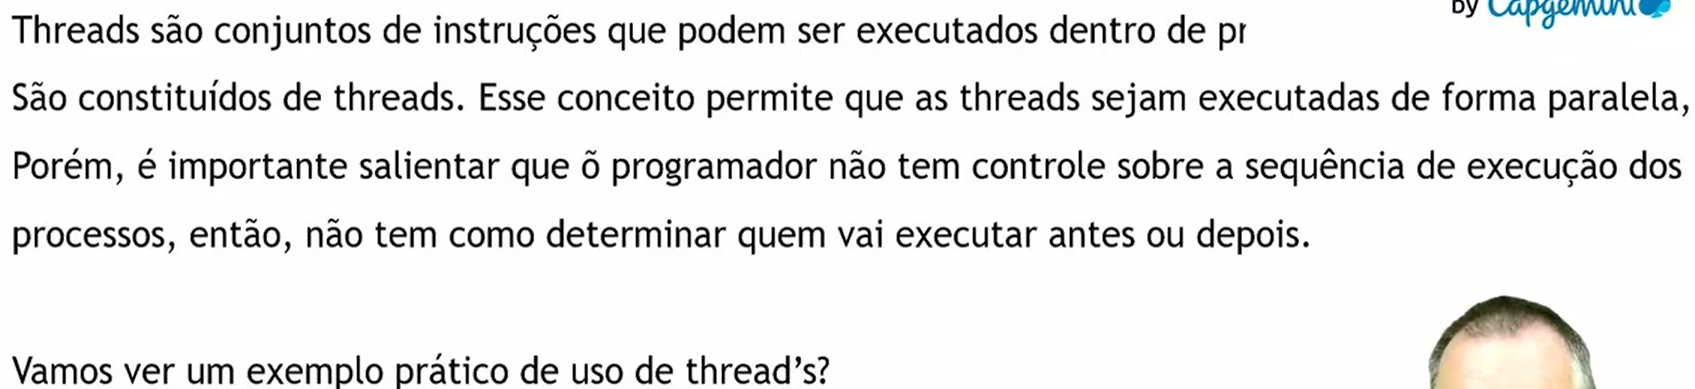 by Capgemini
Threads são conjuntos de instruções que podem ser executados dentro de
São constituídos de threads. Esse conceito permite que as threads sejam executadas de forma paralela,
Porém, é importante salientar que õ programador não tem controle sobre a sequência de execução dos
processos, então, não tem como determinar quem vai executar antes ou depois.
Vamos ver um exemplo prático de uso de thread’s?